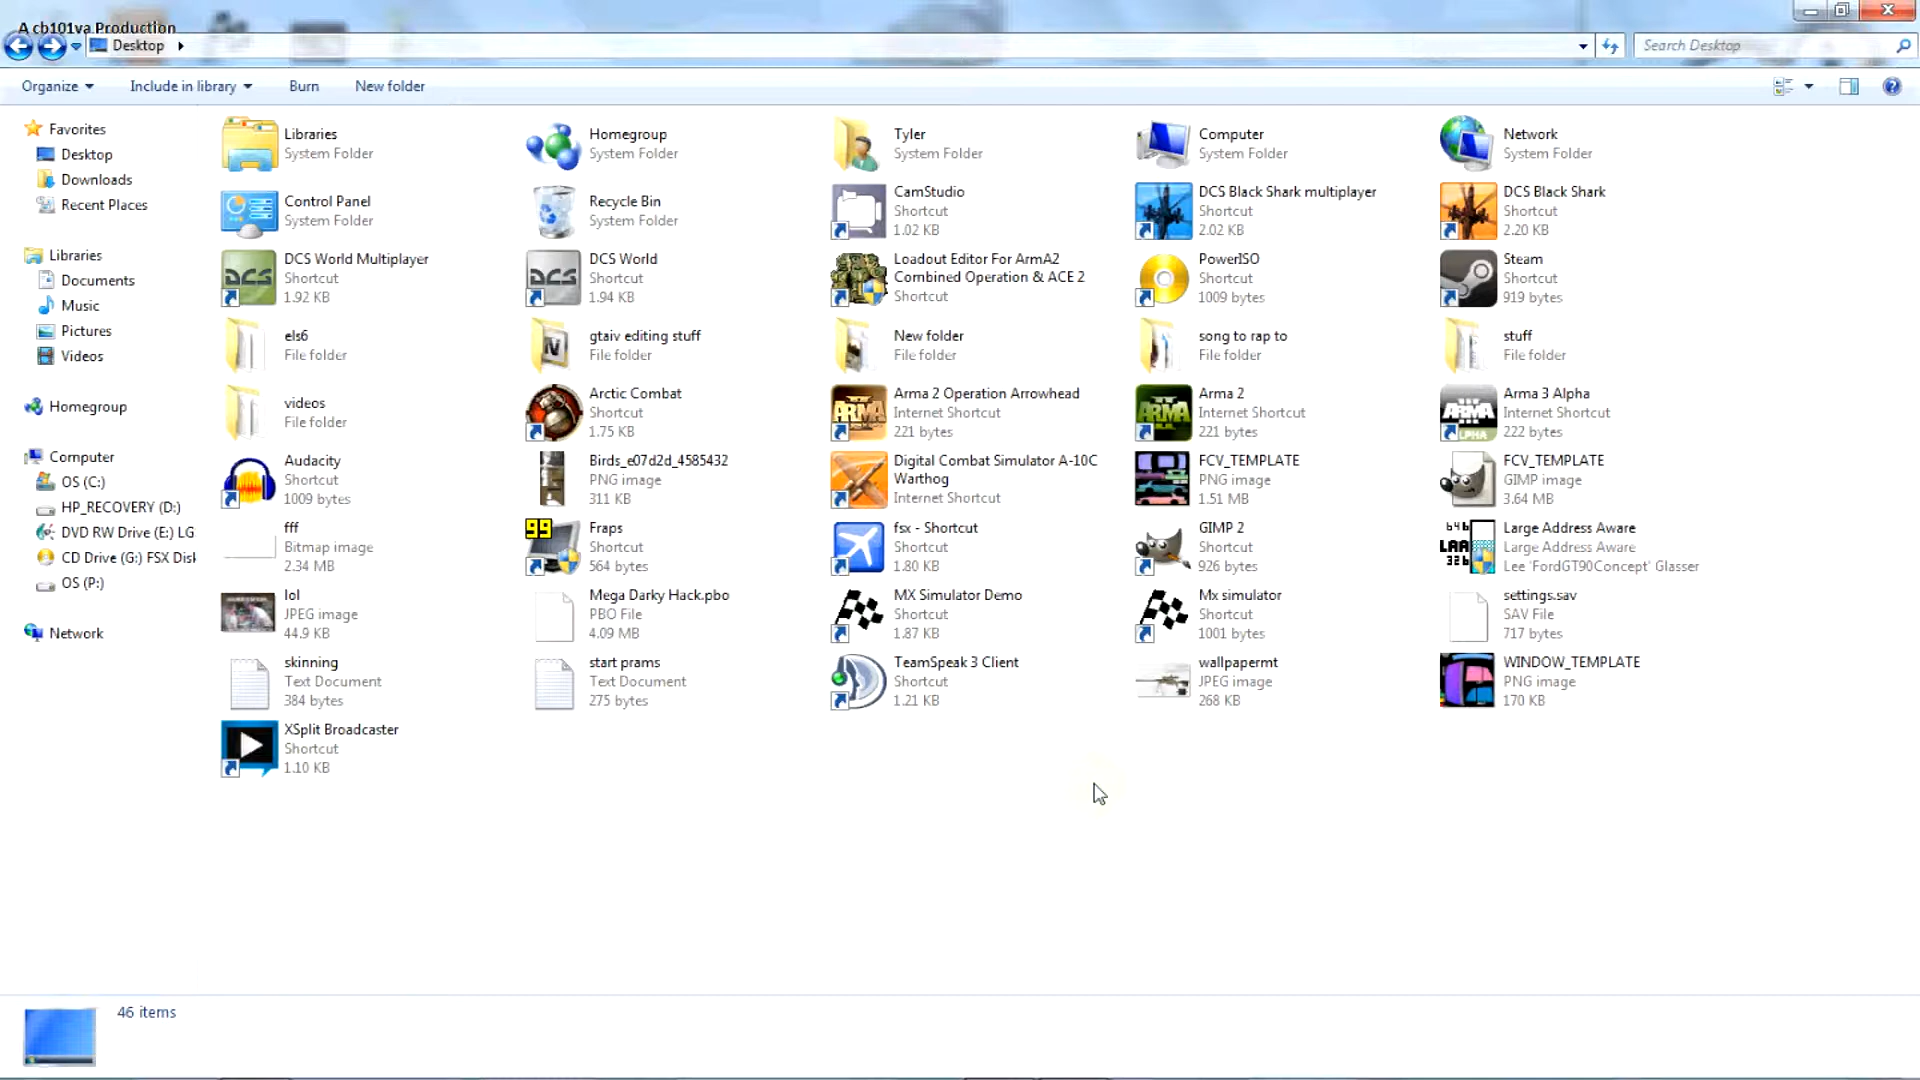 A cb101va Production
Desktop
Search Desktop
Organize
Include in library
Burn
New folder
Favorites
Desktop
Downloads
Recent Places
Libraries
Documents
Music
Pictures
Videos
Homegroup
Computer
OS (C:)
HP_RECOVERY (D:)
DVD RW Drive (E:) LG
CD Drive (G:) FSX Disk
OS (P:)
Network
Libraries
System Folder
Homegroup
System Folder
Tyler
System Folder
Computer
System Folder
Network
System Folder
Control Panel
System Folder
Recycle Bin
System Folder
CamStudio
Shortcut
1.02 KB
DCS Black Shark multiplayer
Shortcut
2.02 KB
DCS Black Shark
Shortcut
2.20 KB
DCS
DCS World Multiplayer
Shortcut
1.92 KB
DCS
DCS World
Shortcut
1.94 KB
Loadout Editor For ArmA2
Combined Operation & ACE 2
Shortcut
PowerISO
Shortcut
1009 bytes
Steam
Shortcut
919 bytes
els6
File folder
gtaiv editing stuff
File folder
New folder
File folder
song to rap to
File folder
stuff
File folder
videos
File folder
Arctic Combat
Shortcut
1.75 KB
ARMA
Arma 2 Operation Arrowhead
Internet Shortcut
221 bytes
ARMA
Arma 2
Internet Shortcut
221 bytes
ARMA
Arma 3 Alpha
Internet Shortcut
222 bytes
Audacity
Shortcut
1009 bytes
Birds_e07d2d_4585432
PNG image
311 KB
Digital Combat Simulator A-10C
Warthog
Internet Shortcut
FCV_TEMPLATE
PNG image
1.51 MB
FCV_TEMPLATE
GIMP image
3.64 MB
fff
Bitmap image
2.34 MB
99
Fraps
Shortcut
564 bytes
fsx - Shortcut
Shortcut
1.80 KB
GIMP 2
Shortcut
926 bytes
64b
LAA
32b
Large Address Aware
Large Address Aware
Lee 'FordGT90Concept' Glasser
lol
JPEG image
44.9 KB
Mega Darky Hack.pbo
PBO File
4.09 MB
MX Simulator Demo
Shortcut
1.87 KB
Mx simulator
Shortcut
1001 bytes
settings.sav
SAV File
717 bytes
skinning
Text Document
384 bytes
start prams
Text Document
275 bytes
TeamSpeak 3 Client
Shortcut
1.21 KB
wallpapermt
JPEG image
268 KB
WINDOW_TEMPLATE
PNG image
170 KB
XSplit Broadcaster
Shortcut
1.10 KB
46 items